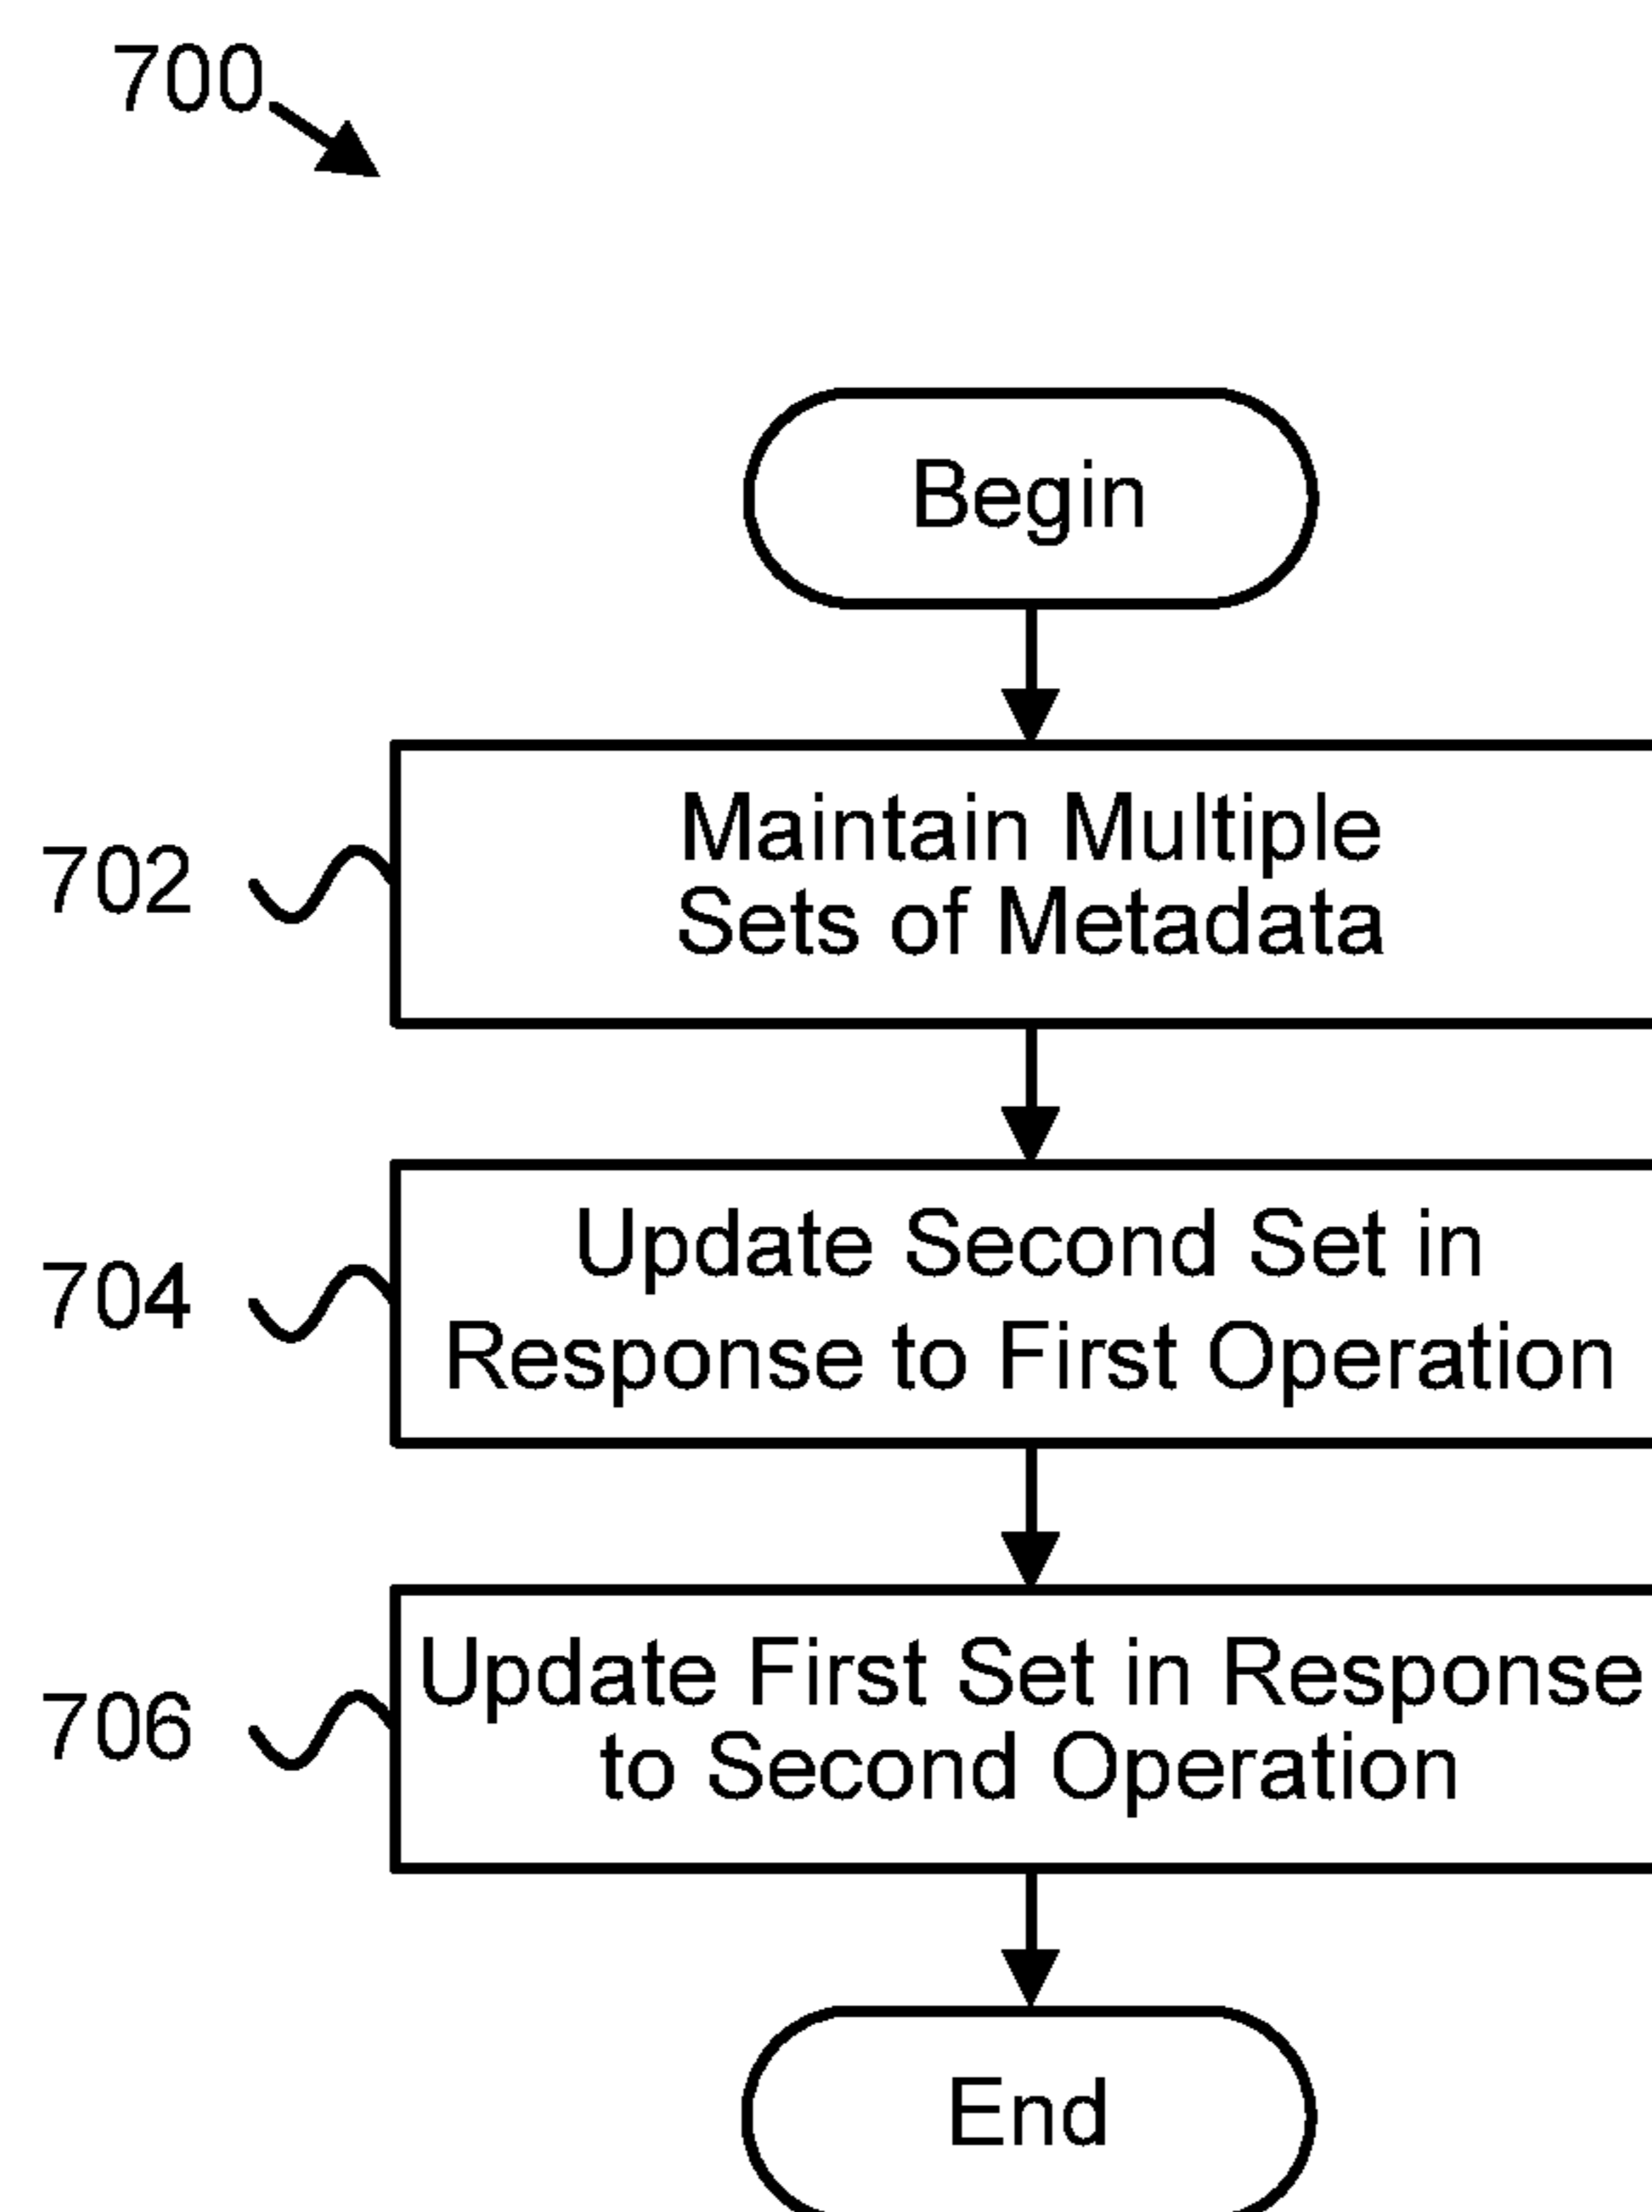 700
Begin
702
Maintain Multiple
Sets of Metadata
704
Update Second Set in
Response to First Operation
706
Update First Set in Response
to Second Operation
End